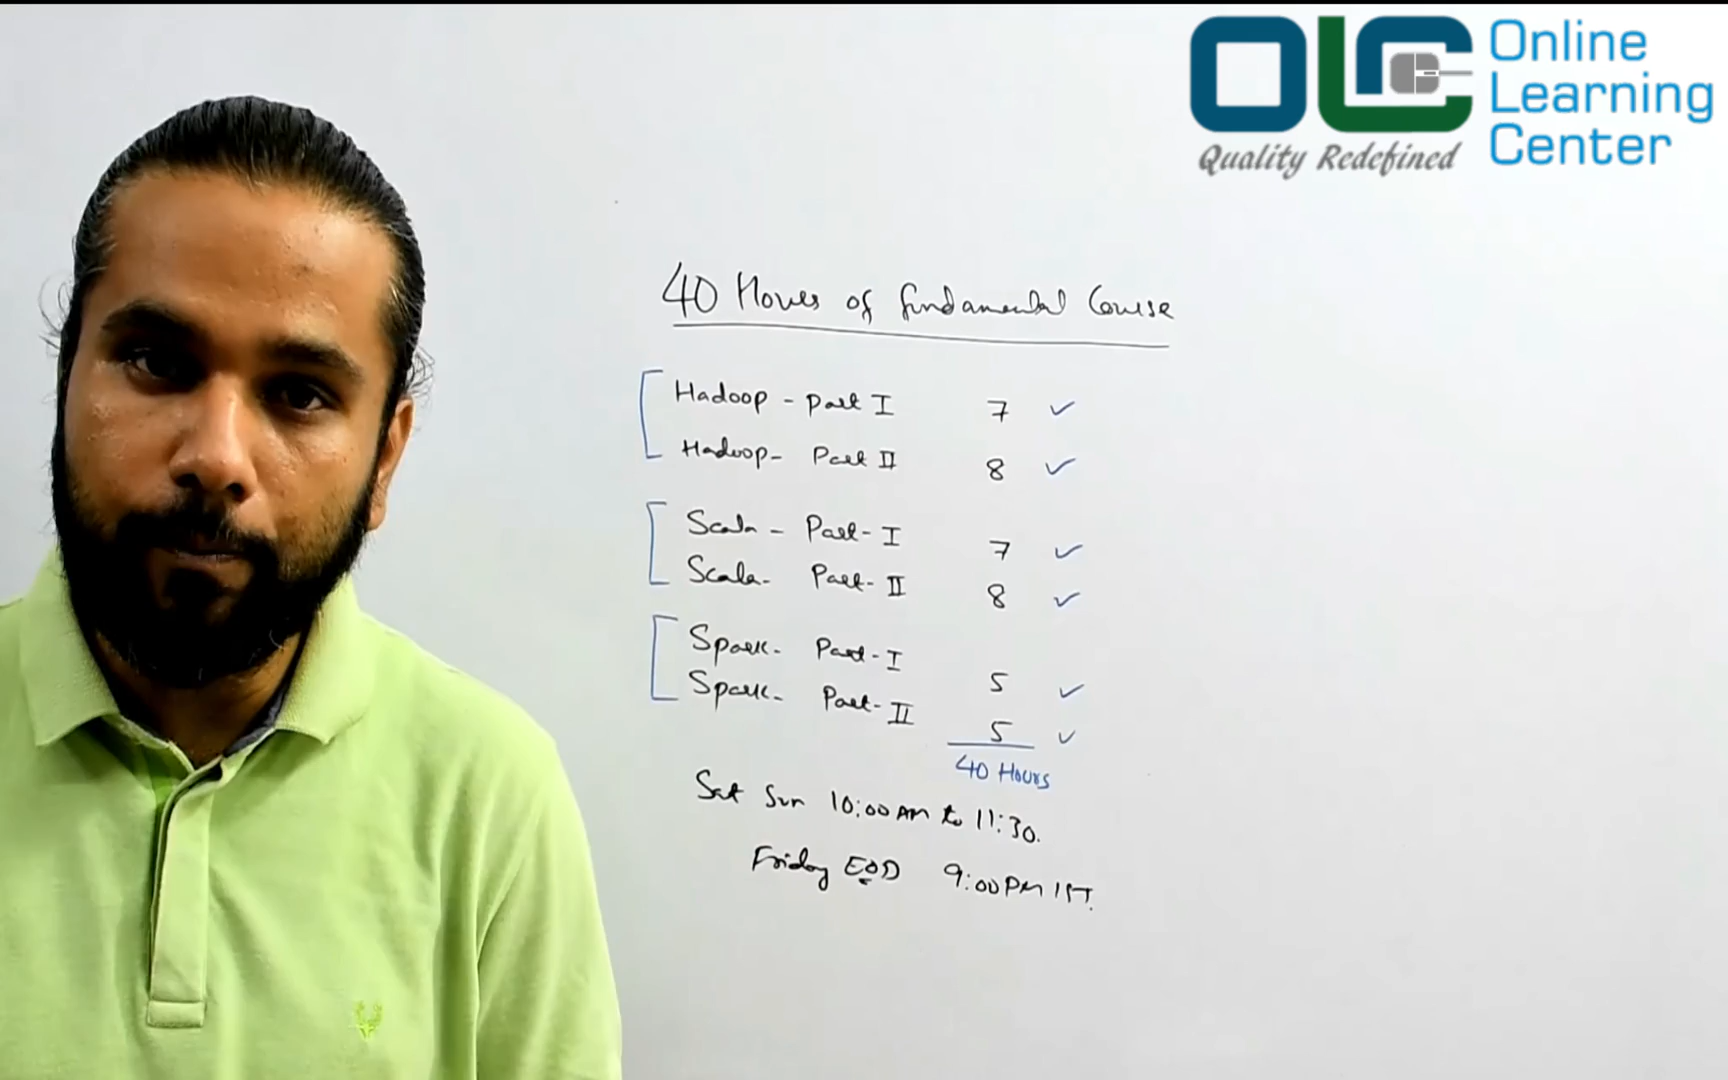 OLC Online
Learning
Center
Quality Redefined
40 Hours of fundamental Course
Hadoop - Part I 7 ✓
Hadoop - Part II 8 ✓
Scala - Part - I 7 ✓
Scala - Part - II 8 ✓
Spark - Part - I 5 ✓
Spark - Part - II 5 ✓
40 Hours
Sat Sun 10:00 AM to 11:30.
Friday EOD 9:00 PM IST.